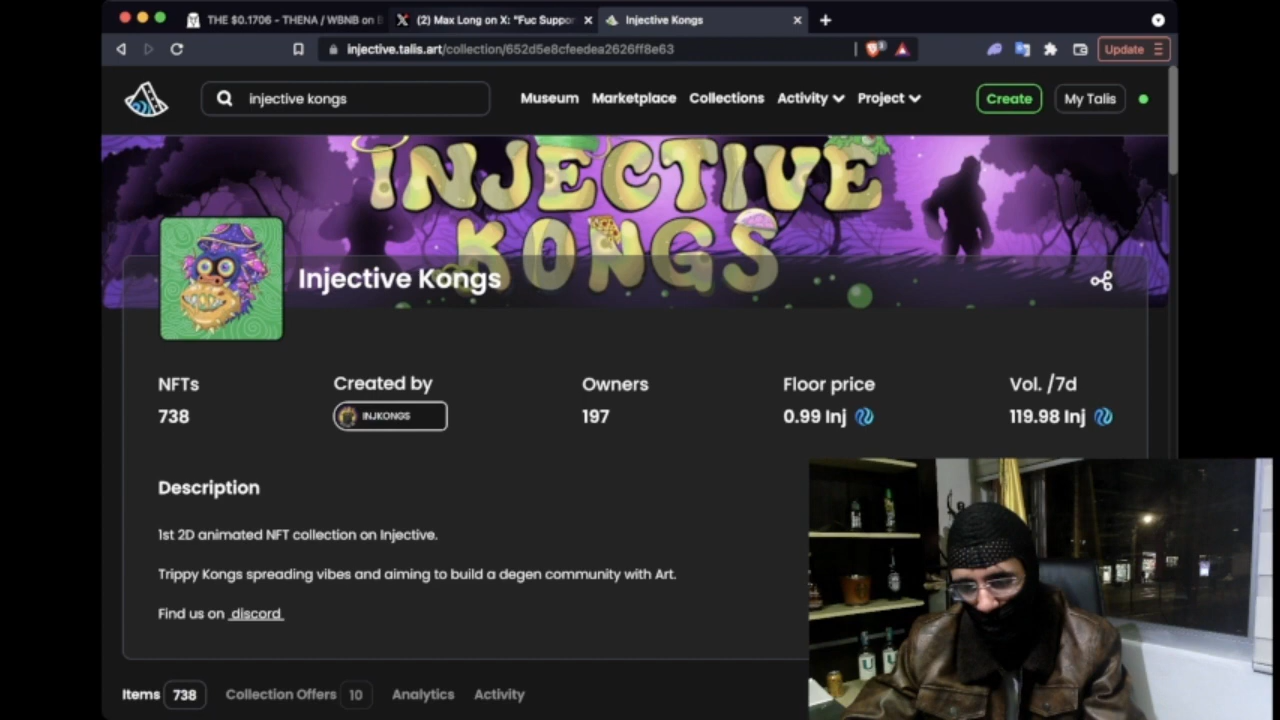 THE $0.1706 - THENA / WBNB on B
(2) Max Long on X: "Fuc Suppor
Injective Kongs
injective.talis.art/collection/652d5e8cfeedea2626ff8e63
3
Update
injective kongs
Museum Marketplace Collections Activity Project
Create
My Talis
INJECTIVE
KONGS
Injective Kongs
NFTs
738
Created by
INJKONGS
Owners
197
Floor price
0.99 Inj
Vol. /7d
119.98 Inj
Description
1st 2D animated NFT collection on Injective.
Trippy Kongs spreading vibes and aiming to build a degen community with Art.
Find us on discord
Items 738 Collection Offers 10 Analytics Activity